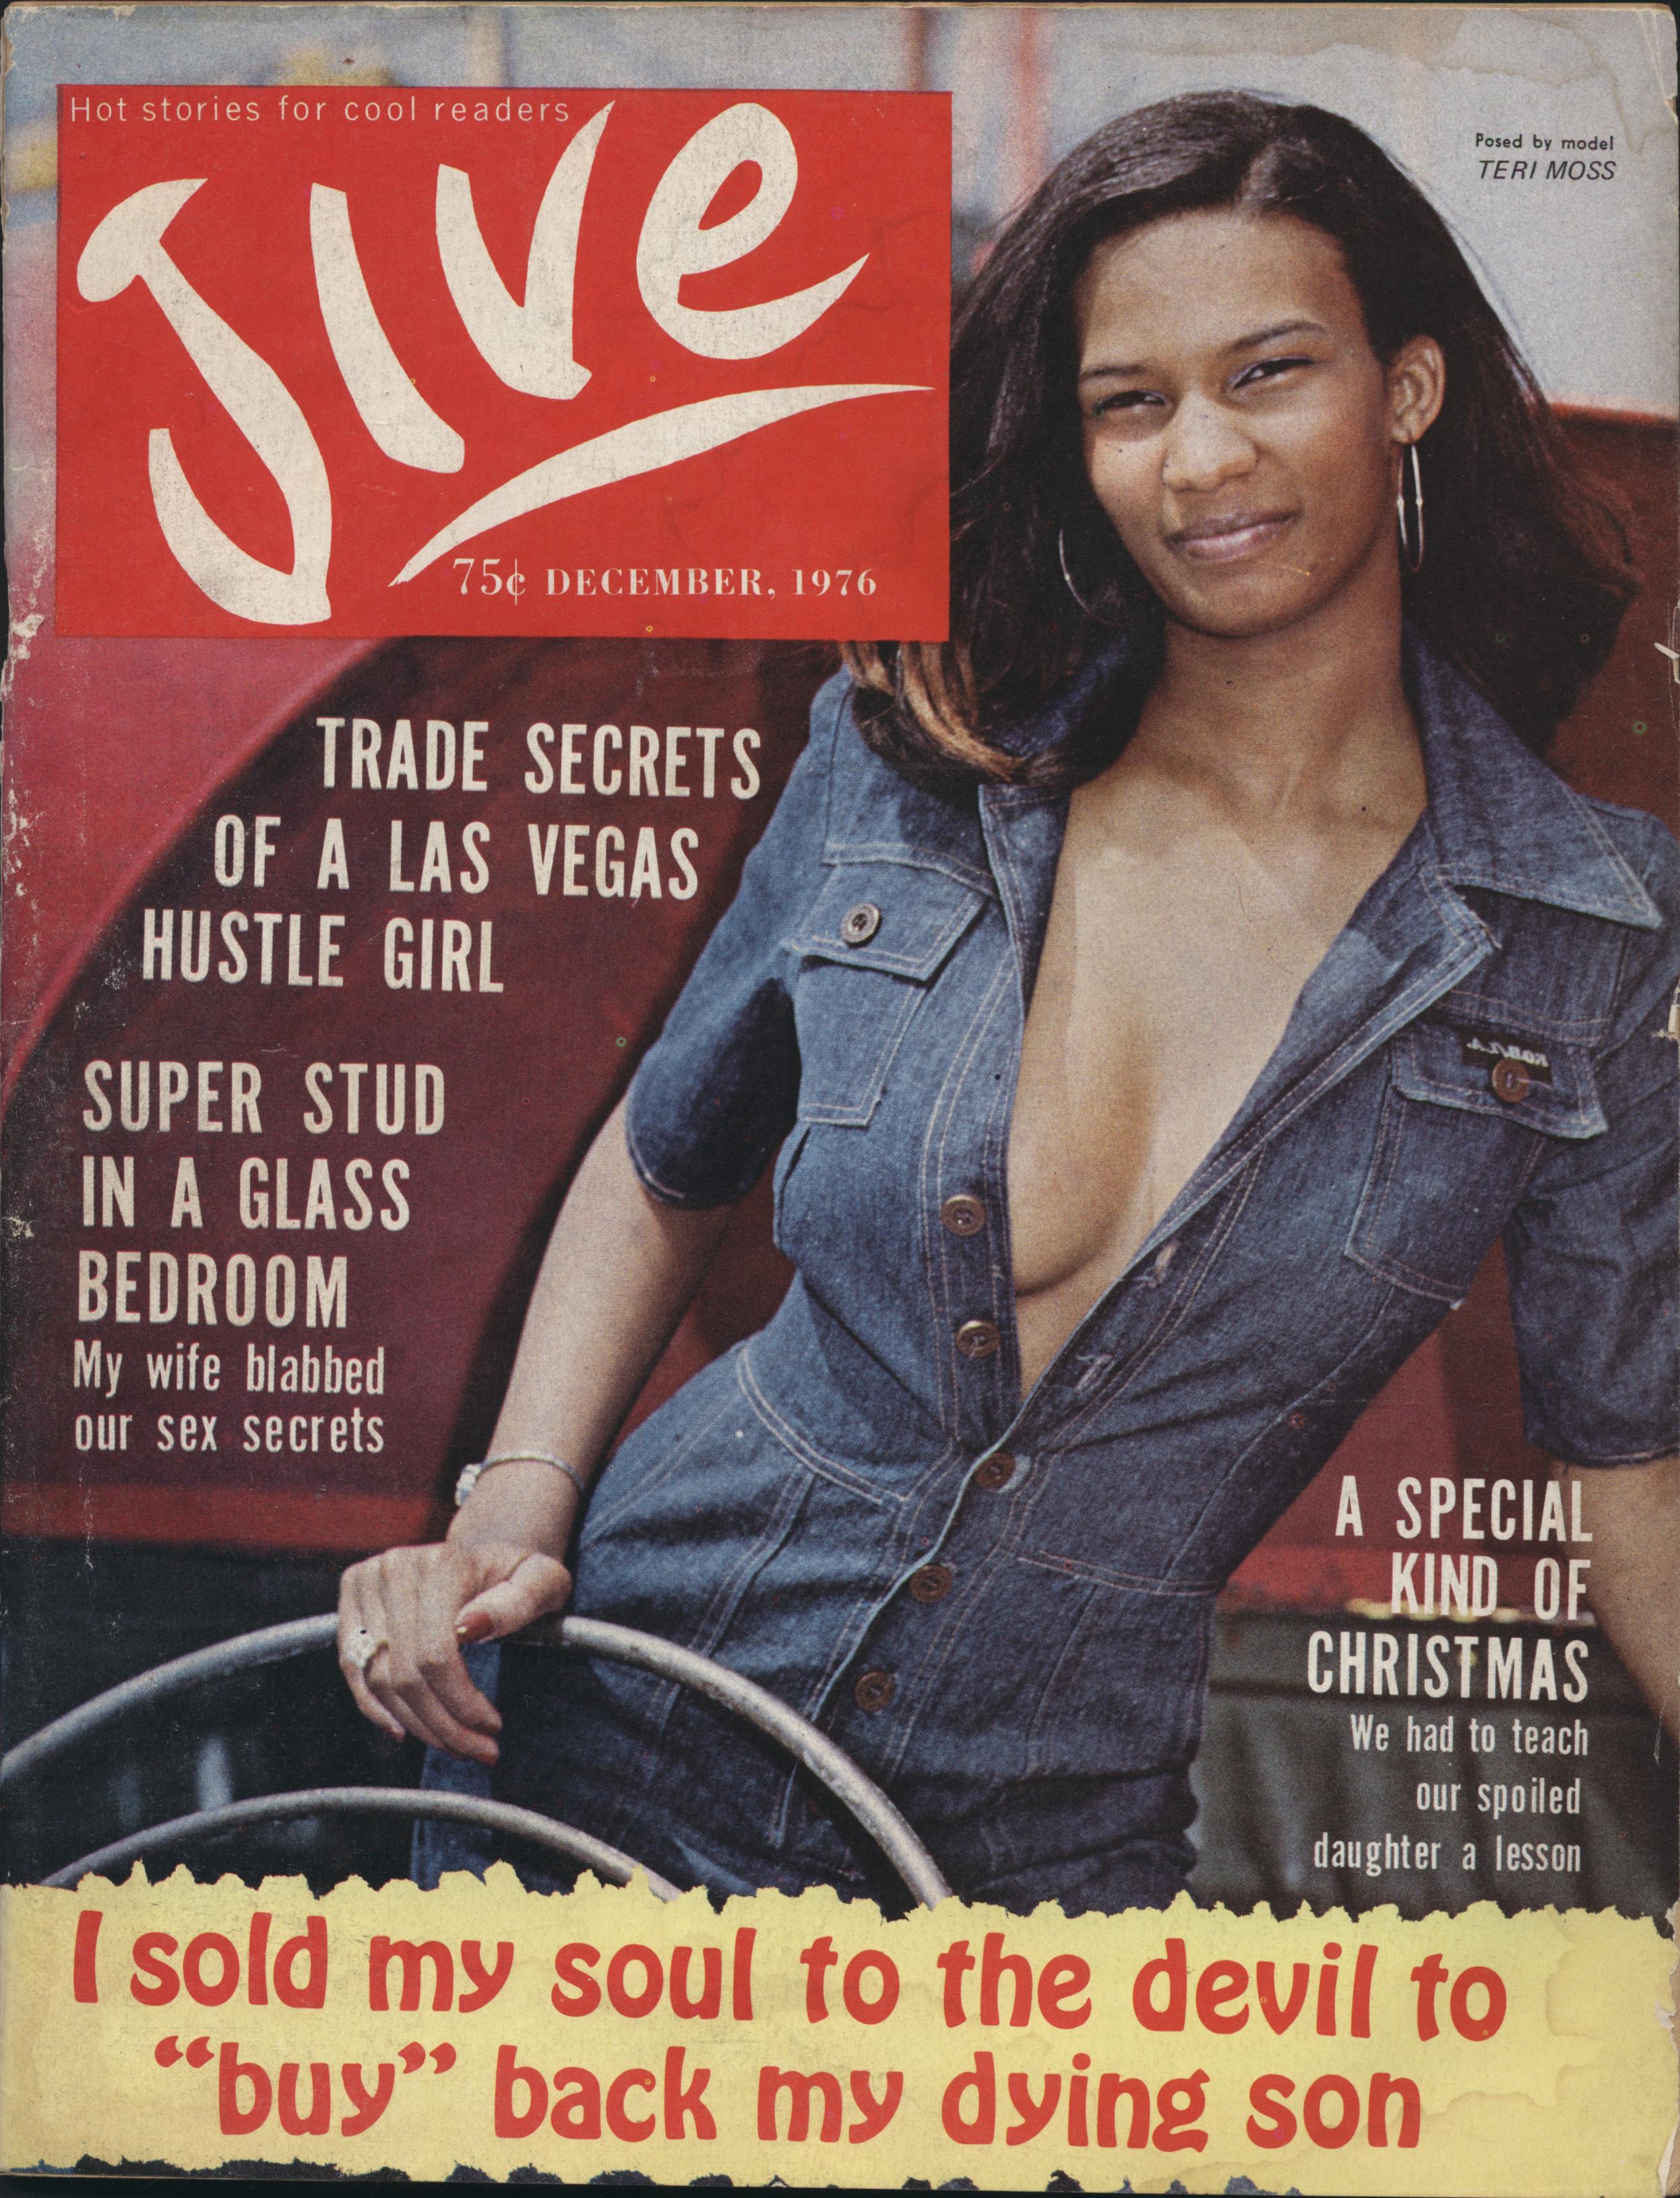 Hot stories for cool readers
JIVE
75¢ DECEMBER, 1976
Posed by model
TERI MOSS
TRADE SECRETS
OF A LAS VEGAS
HUSTLE GIRL
SUPER STUD
IN A GLASS
BEDROOM
My wife blabbed
our sex secrets
A SPECIAL
KIND OF
CHRISTMAS
We had to teach
our spoiled
daughter a lesson
I sold my soul to the devil to
“buy” back my dying son